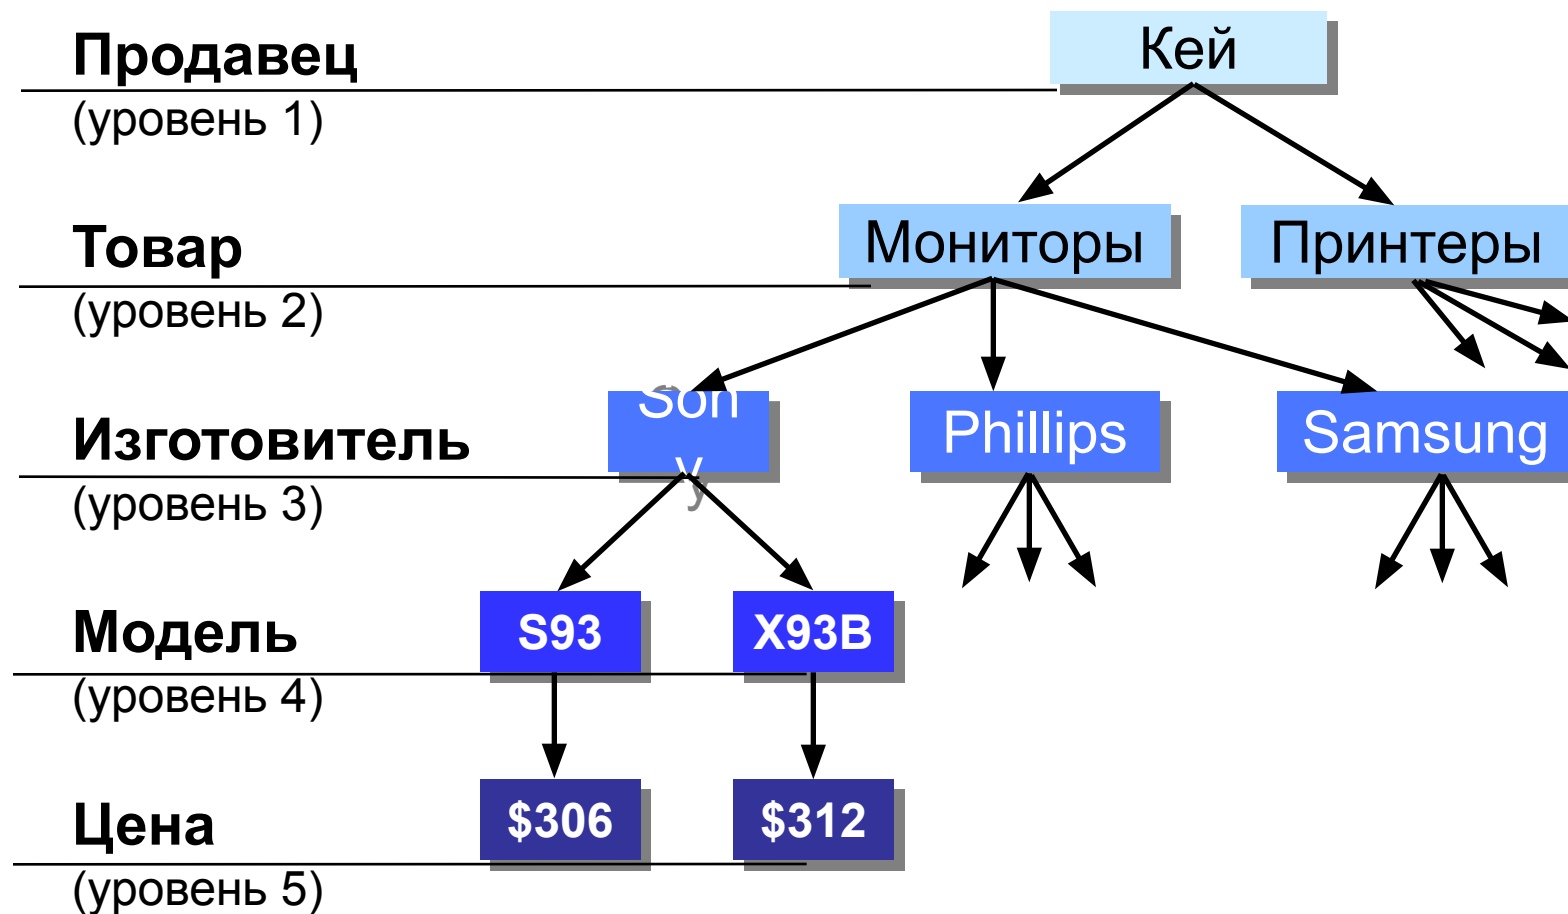 Продавец
(уровень 1)
Кей
Товар
(уровень 2)
Мониторы
Принтеры
Изготовитель
(уровень 3)
Son
y
Phillips
Samsung
Модель
(уровень 4)
S93
X93B
Цена
(уровень 5)
$306
$312